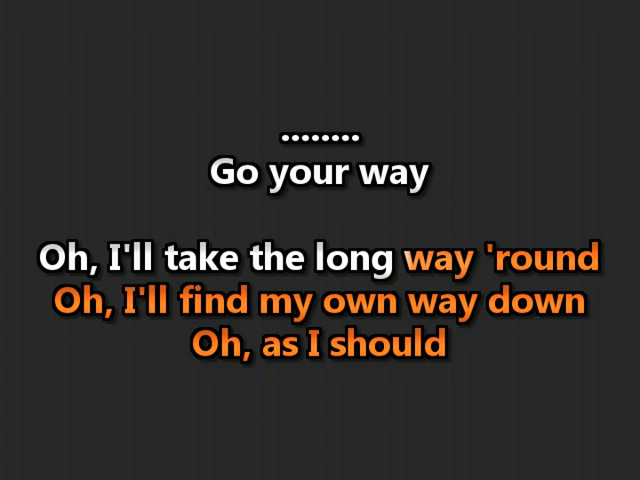 ........
Go your way
Oh, I'll take the long way 'round
Oh, I'll find my own way down
Oh, as I should